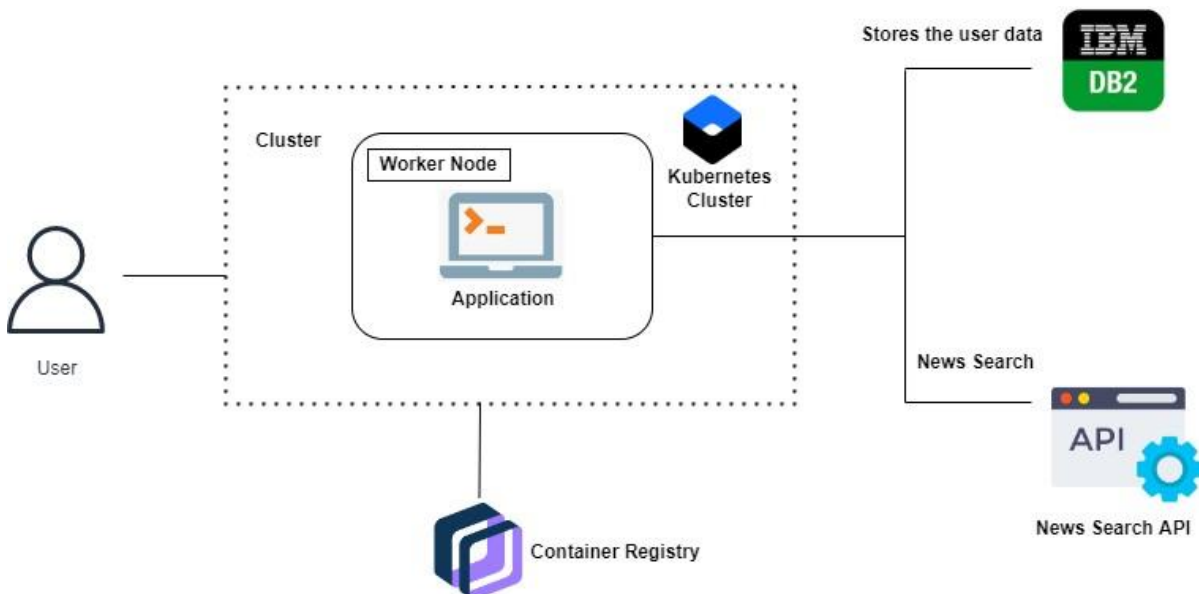 Stores the user data
IBM
DB2
Cluster
Worker Node
Kubernetes
Cluster
Application
User
News Search
API
News Search API
Container Registry